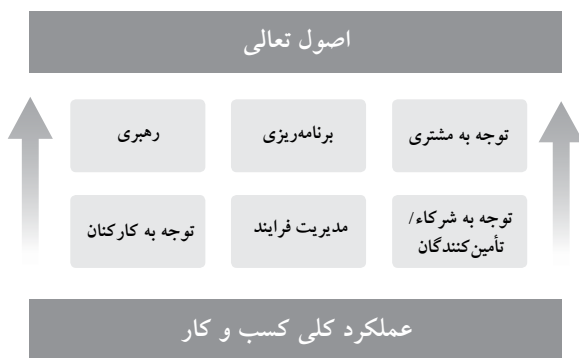 اصول تعالی
توجه به مشتری
برنامه‌ریزی
رهبری
توجه به شرکاء/
تأمین‌کنندگان
مدیریت فرایند
توجه به کارکنان
عملکرد کلی کسب و کار